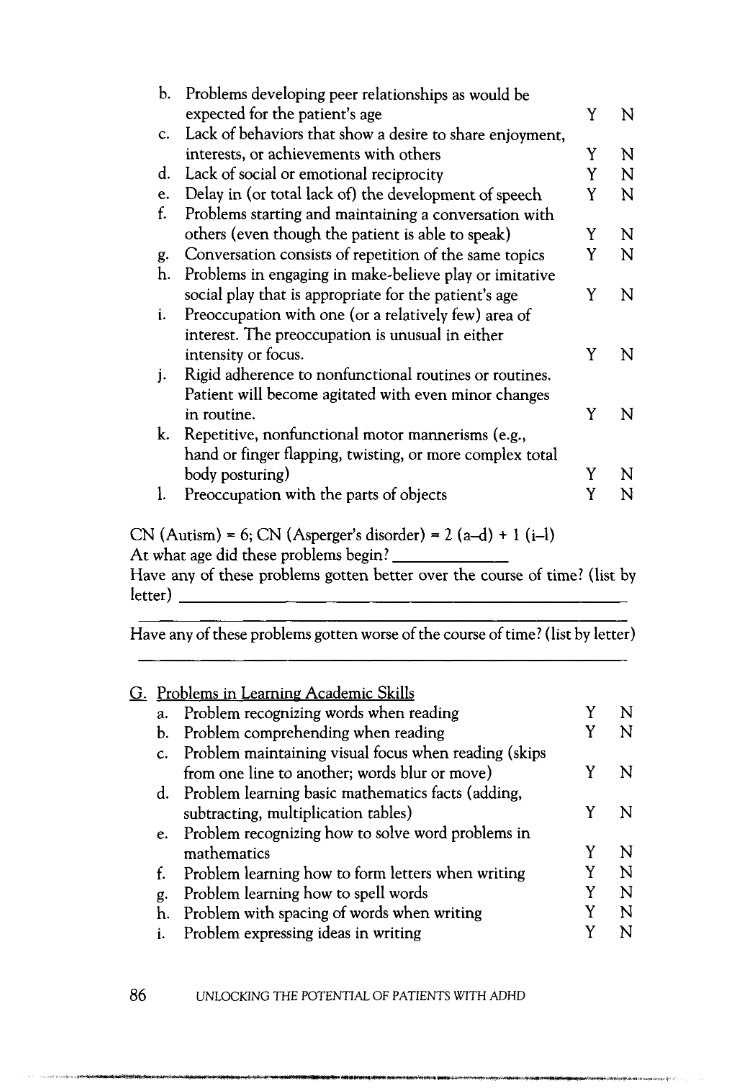 b. Problems developing peer relationships as would be
expected for the patient's age Y N
c. Lack of behaviors that show a desire to share enjoyment,
interests, or achievements with others Y N
d. Lack of social or emotional reciprocity Y N
e. Delay in (or total lack of) the development of speech Y N
f. Problems starting and maintaining a conversation with
others (even though the patient is able to speak) Y N
g. Conversation consists of repetition of the same topics Y N
h. Problems in engaging in make-believe play or imitative
social play that is appropriate for the patient's age Y N
i. Preoccupation with one (or a relatively few) area of
interest. The preoccupation is unusual in either
intensity or focus. Y N
j. Rigid adherence to nonfunctional routines or routines.
Patient will become agitated with even minor changes
in routine. Y N
k. Repetitive, nonfunctional motor mannerisms (e.g.,
hand or finger flapping, twisting, or more complex total
body posturing) Y N
l. Preoccupation with the parts of objects Y N
CN (Autism) = 6; CN (Asperger's disorder) = 2 (a–d) + 1 (i–l)
At what age did these problems begin? ______________
Have any of these problems gotten better over the course of time? (list by
letter) ______________
Have any of these problems gotten worse of the course of time? (list by letter)
G. Problems in Learning Academic Skills
a. Problem recognizing words when reading Y N
b. Problem comprehending when reading Y N
c. Problem maintaining visual focus when reading (skips
from one line to another; words blur or move) Y N
d. Problem learning basic mathematics facts (adding,
subtracting, multiplication tables) Y N
e. Problem recognizing how to solve word problems in
mathematics Y N
f. Problem learning how to form letters when writing Y N
g. Problem learning how to spell words Y N
h. Problem with spacing of words when writing Y N
i. Problem expressing ideas in writing Y N
86 UNLOCKING THE POTENTIAL OF PATIENTS WITH ADHD